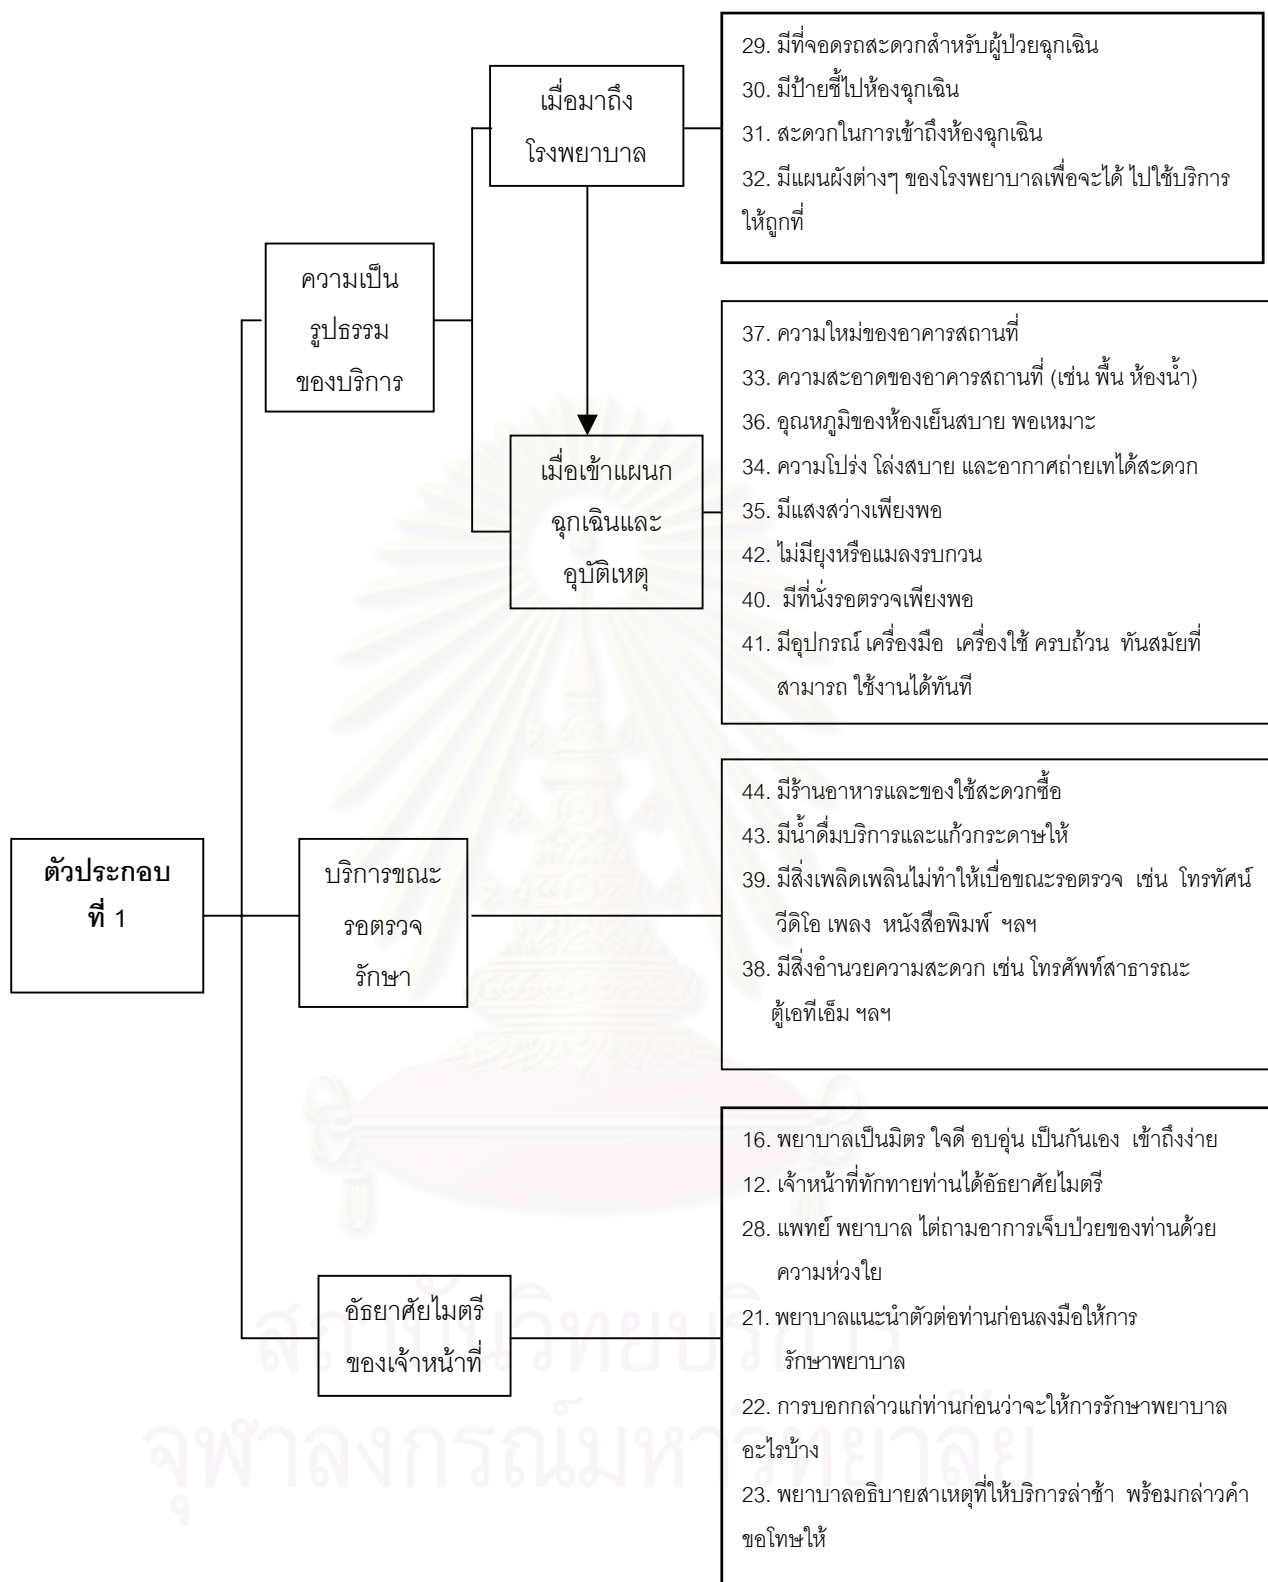 29. มีที่จอดรถสะดวกสำหรับผู้ป่วยฉุกเฉิน
30. มีป้ายชี้ไปห้องฉุกเฉิน
31. สะดวกในการเข้าถึงห้องฉุกเฉิน
32. มีแผนผังต่างๆ ของโรงพยาบาลเพื่อจะได้ ไปใช้บริการ
ให้ถูกที่
เมื่อมาถึง
โรงพยาบาล
ความเป็น
รูปธรรม
ของบริการ
37. ความใหม่ของอาคารสถานที่
33. ความสะอาดของอาคารสถานที่ (เช่น พื้น ห้องน้ำ)
36. อุณหภูมิของห้องเย็นสบาย พอเหมาะ
34. ความโปร่ง โล่งสบาย และอากาศถ่ายเทได้สะดวก
35. มีแสงสว่างเพียงพอ
42. ไม่มียุงหรือแมลงรบกวน
40. มีที่นั่งรอตรวจเพียงพอ
41. มีอุปกรณ์ เครื่องมือ เครื่องใช้ ครบถ้วน ทันสมัยที่
สามารถ ใช้งานได้ทันที
เมื่อเข้าแผนก
ฉุกเฉินและ
อุบัติเหตุ
44. มีร้านอาหารและของใช้สะดวกซื้อ
43. มีน้ำดื่มบริการและแก้วกระดาษให้
39. มีสิ่งเพลิดเพลินไม่ทำให้เบื่อขณะรอตรวจ เช่น โทรทัศน์
วีดิโอ เพลง หนังสือพิมพ์ ฯลฯ
38. มีสิ่งอำนวยความสะดวก เช่น โทรศัพท์สาธารณะ
ตู้เอทีเอ็ม ฯลฯ
ตัวประกอบ
ที่ 1
บริการขณะ
รอตรวจ
รักษา
16. พยาบาลเป็นมิตร ใจดี อบอุ่น เป็นกันเอง เข้าถึงง่าย
12. เจ้าหน้าที่ทักทายท่านได้อัธยาศัยไมตรี
28. แพทย์ พยาบาล ไต่ถามอาการเจ็บป่วยของท่านด้วย
ความห่วงใย
21. พยาบาลแนะนำตัวต่อท่านก่อนลงมือให้การ
รักษาพยาบาล
22. การบอกกล่าวแก่ท่านก่อนว่าจะให้การรักษาพยาบาล
อะไรบ้าง
23. พยาบาลอธิบายสาเหตุที่ให้บริการล่าช้า พร้อมกล่าวคำ
ขอโทษให้
อัธยาศัยไมตรี
ของเจ้าหน้าที่
สถาบันวิทยบริการ
จุฬาลงกรณ์มหาวิทยาลัย